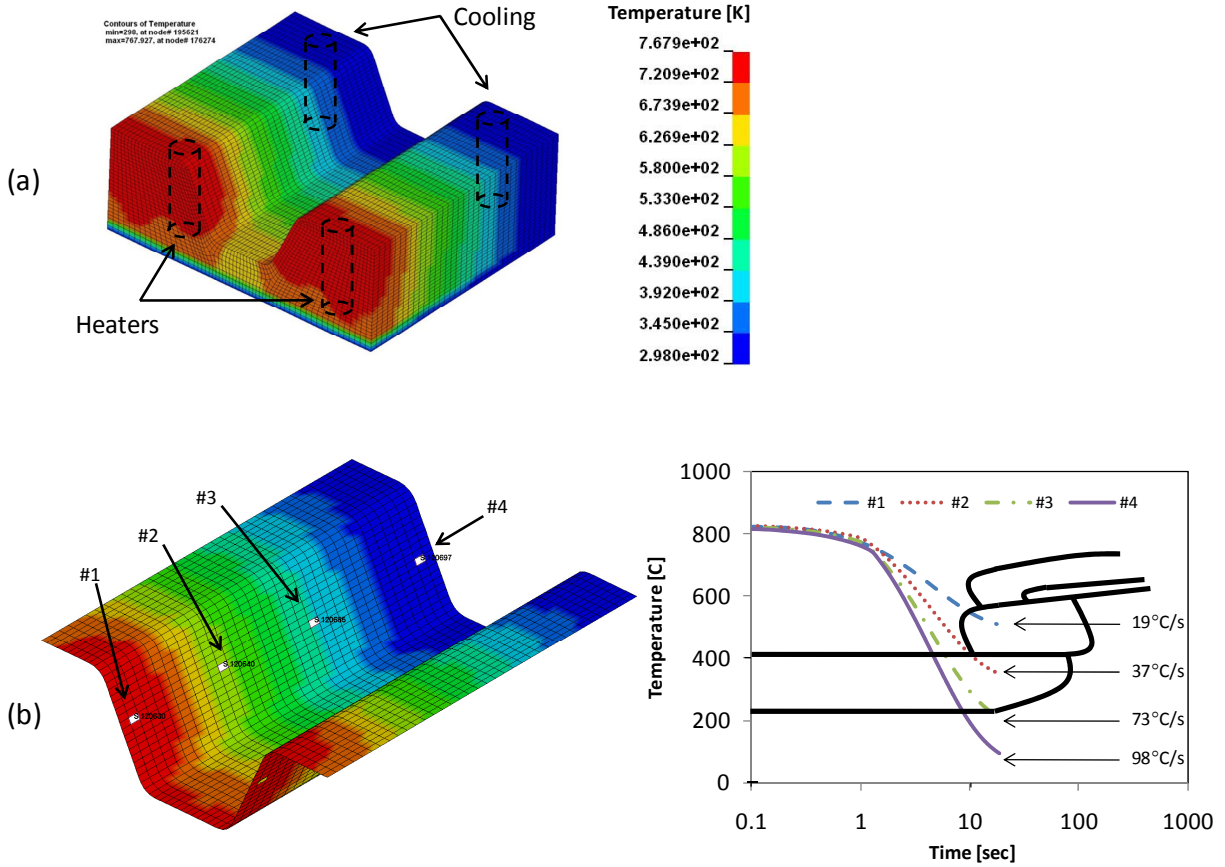 Contours of Temperature
min=298, at node# 195621
max=767.927, at node# 176274
Cooling
Temperature [K]
7.679e+02
7.209e+02
6.739e+02
6.269e+02
5.800e+02
5.330e+02
4.860e+02
4.390e+02
3.920e+02
3.450e+02
2.980e+02
(a)
Heaters
#1
#2
#3
#4
S 120640
S 120686
(b)
1000
800
600
400
200
0
Temperature [C]
#1 #2 #3 #4
19°C/s
37°C/s
73°C/s
98°C/s
0.1 1 10 100 1000
Time [sec]